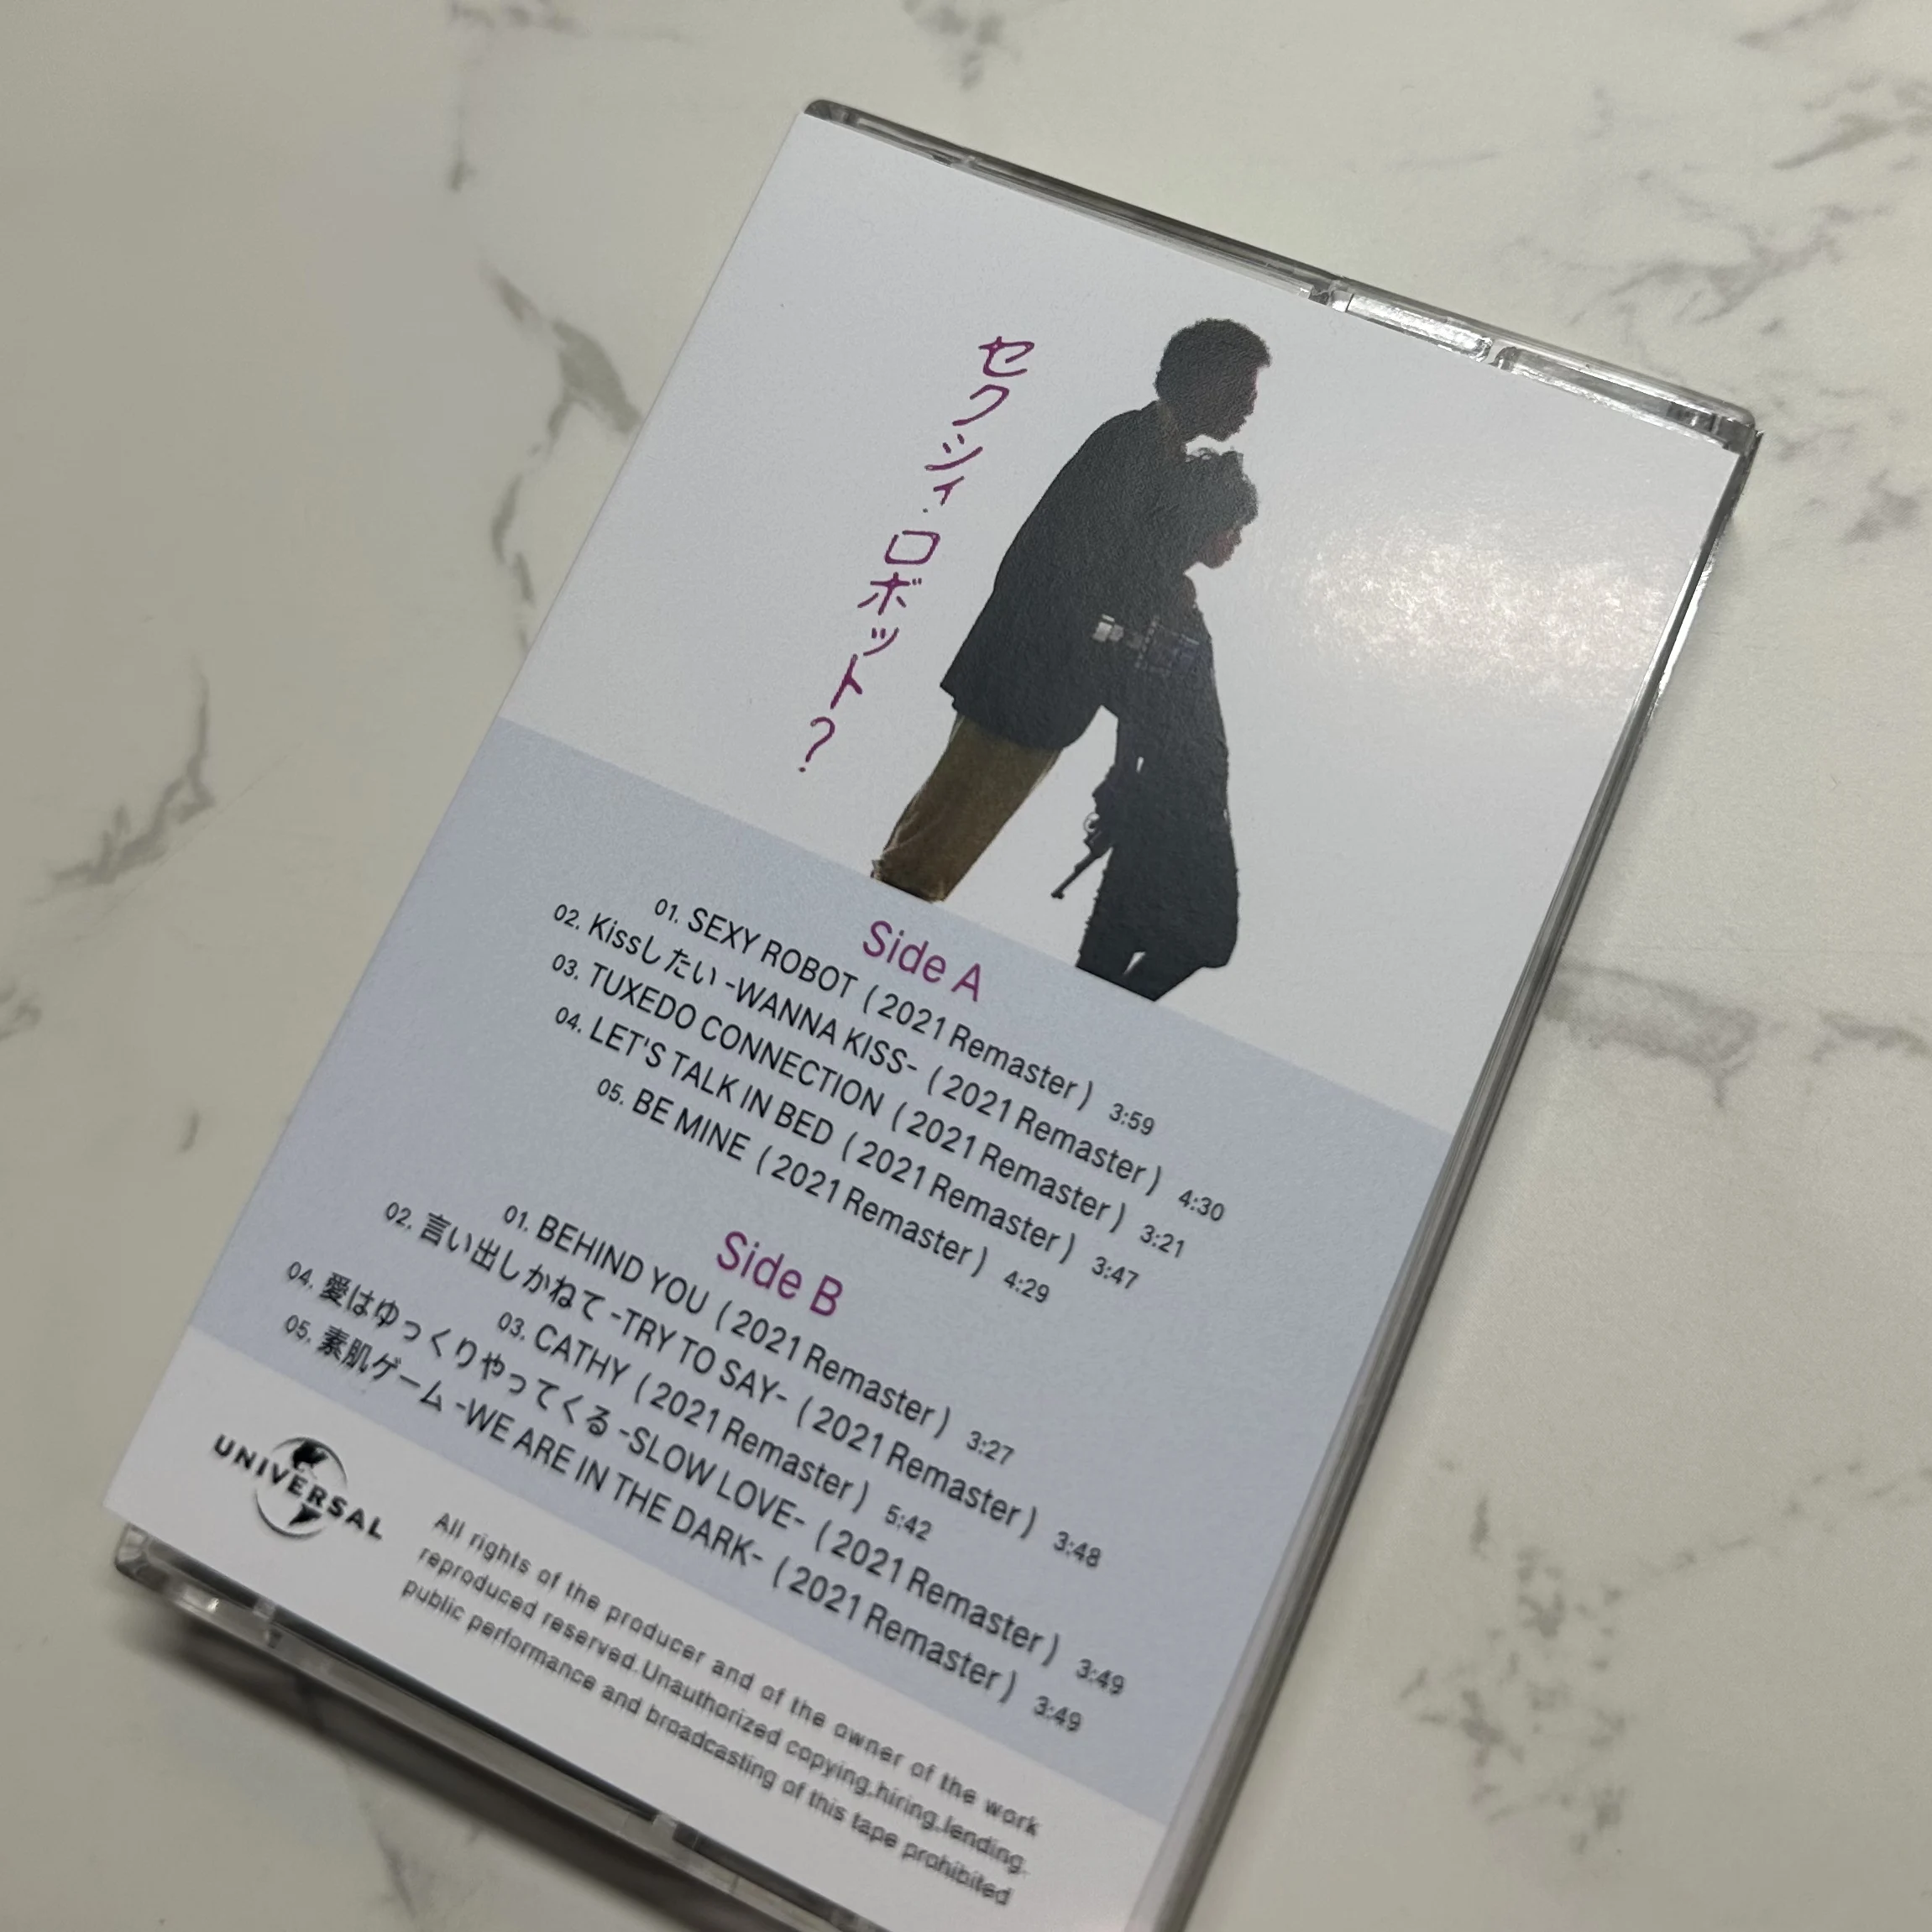 セクシィ・ロボット?
Side A
01. SEXY ROBOT ( 2021 Remaster ) 3:59
02. Kissしたい -WANNA KISS- ( 2021 Remaster ) 4:30
03. TUXEDO CONNECTION ( 2021 Remaster ) 3:21
04. LET'S TALK IN BED ( 2021 Remaster ) 3:47
05. BE MINE ( 2021 Remaster ) 4:29
Side B
01. BEHIND YOU ( 2021 Remaster ) 3:27
02. 言い出しかねて -TRY TO SAY- ( 2021 Remaster ) 3:48
03. CATHY ( 2021 Remaster ) 5:42
04. 愛はゆっくりやってくる -SLOW LOVE- ( 2021 Remaster ) 3:49
05. 素肌ゲーム -WE ARE IN THE DARK- ( 2021 Remaster ) 3:49
UNIVERSAL
All rights of the producer and of the owner of the work
reproduced reserved.Unauthorized copying.hiring.lending.
public performance and broadcasting of this tape prohibited